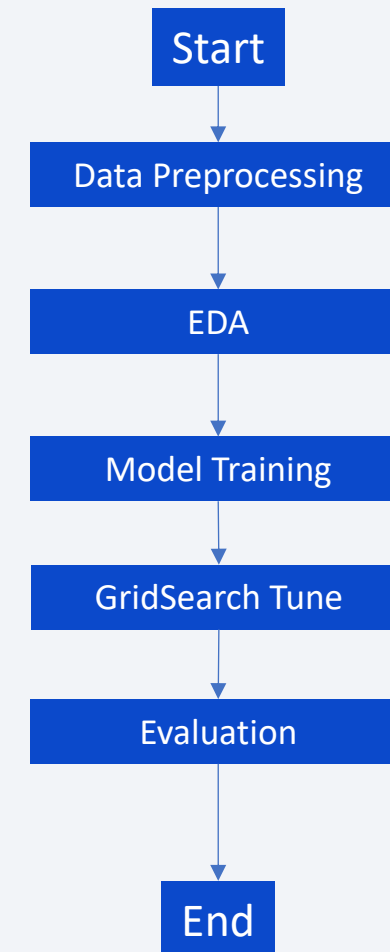 Start
Data Preprocessing
EDA
Model Training
GridSearch Tune
Evaluation
End